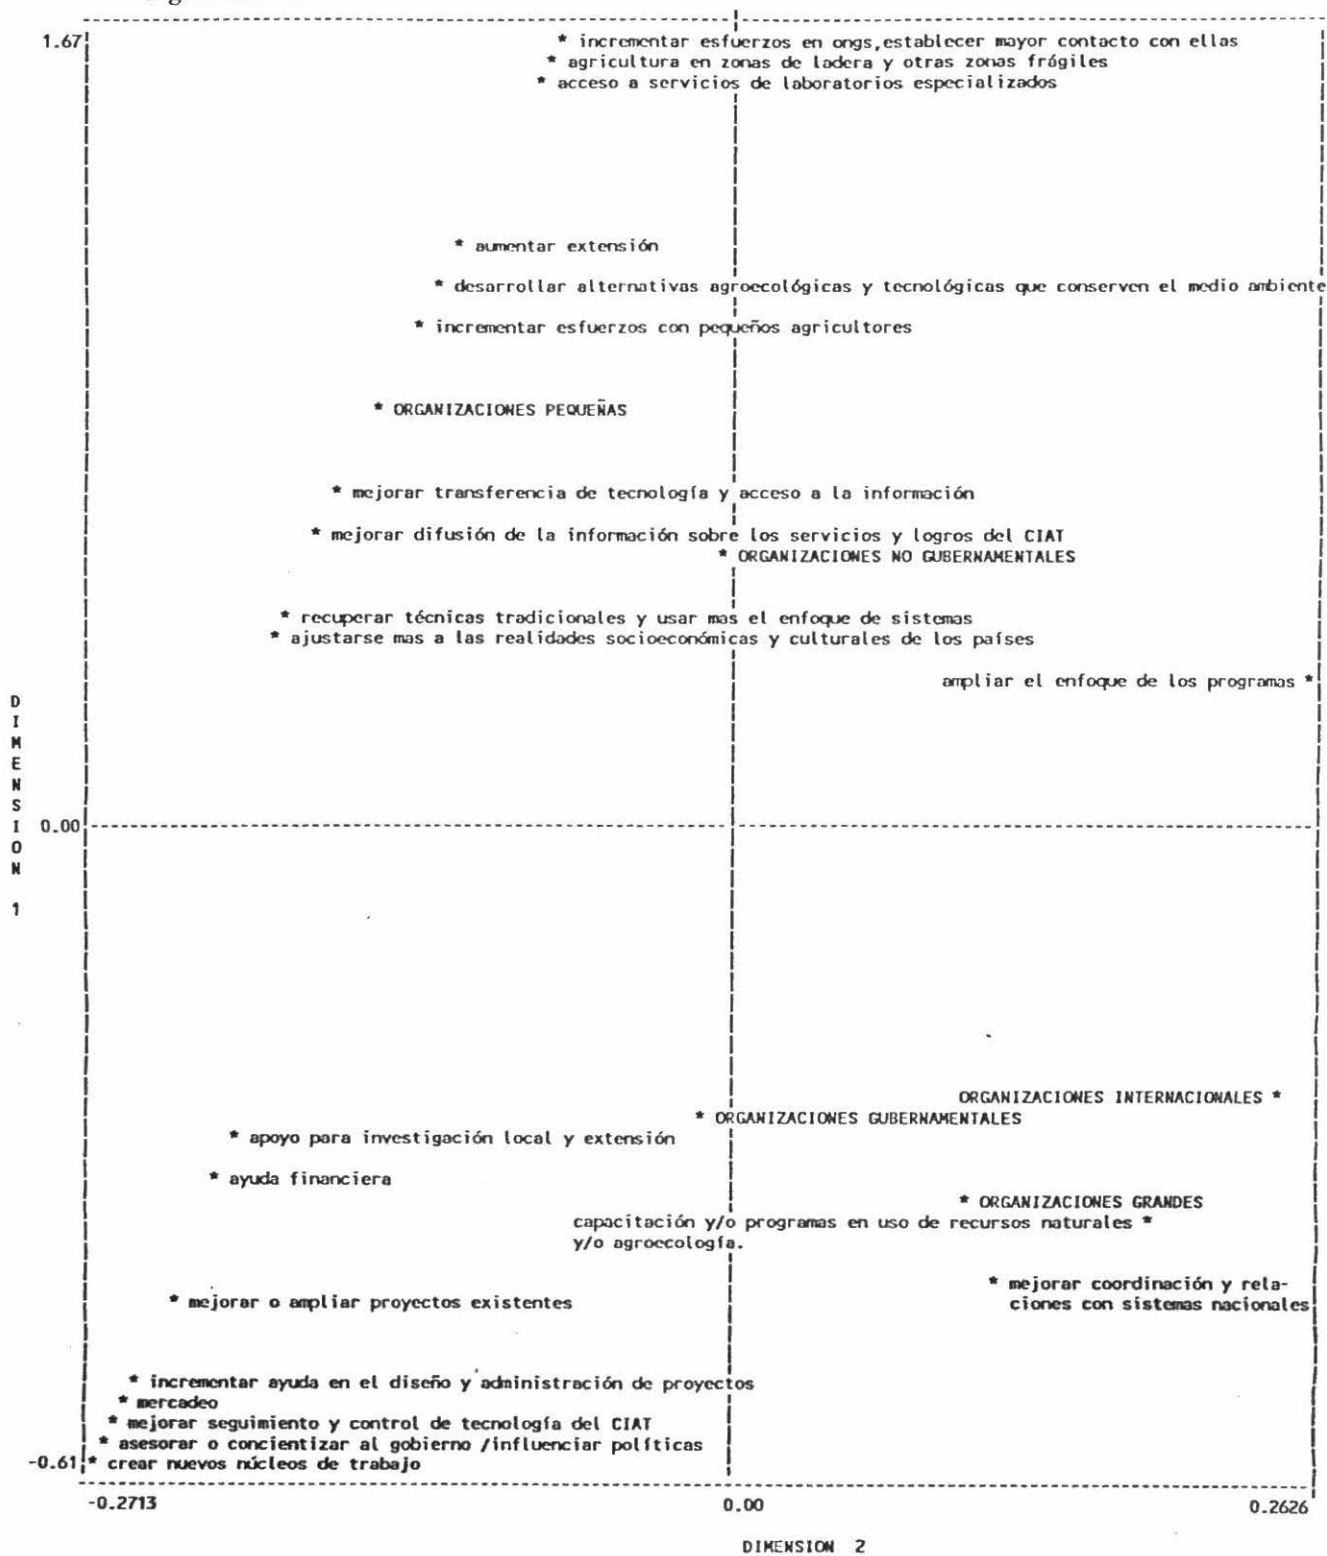 1.67
* incrementar esfuerzos en ongs,establecer mayor contacto con ellas
* agricultura en zonas de ladera y otras zonas frágiles
* acceso a servicios de laboratorios especializados
* aumentar extensión
* desarrollar alternativas agroecológicas y tecnológicas que conserven el medio ambiente
* incrementar esfuerzos con pequeños agricultores
* ORGANIZACIONES PEQUEÑAS
* mejorar transferencia de tecnología y acceso a la información
* mejorar difusión de la información sobre los servicios y logros del CIAT
* ORGANIZACIONES NO GUBERNAMENTALES
* recuperar técnicas tradicionales y usar mas el enfoque de sistemas
* ajustarse mas a las realidades socioeconómicas y culturales de los países
ampliar el enfoque de los programas *
DIMENSION 1
0.00
ORGANIZACIONES INTERNACIONALES *
* ORGANIZACIONES GUBERNAMENTALES
* apoyo para investigación local y extensión
* ayuda financiera
* ORGANIZACIONES GRANDES
capacitación y/o programas en uso de recursos naturales *
y/o agroecología.
* mejorar coordinación y rela-
ciones con sistemas nacionales
* mejorar o ampliar proyectos existentes
* incrementar ayuda en el diseño y administración de proyectos
* mercadeo
* mejorar seguimiento y control de tecnología del CIAT
* asesorar o concientizar al gobierno /influenciar políticas
-0.61 * crear nuevos núcleos de trabajo
-0.2713 0.00 0.2626
DIMENSION 2